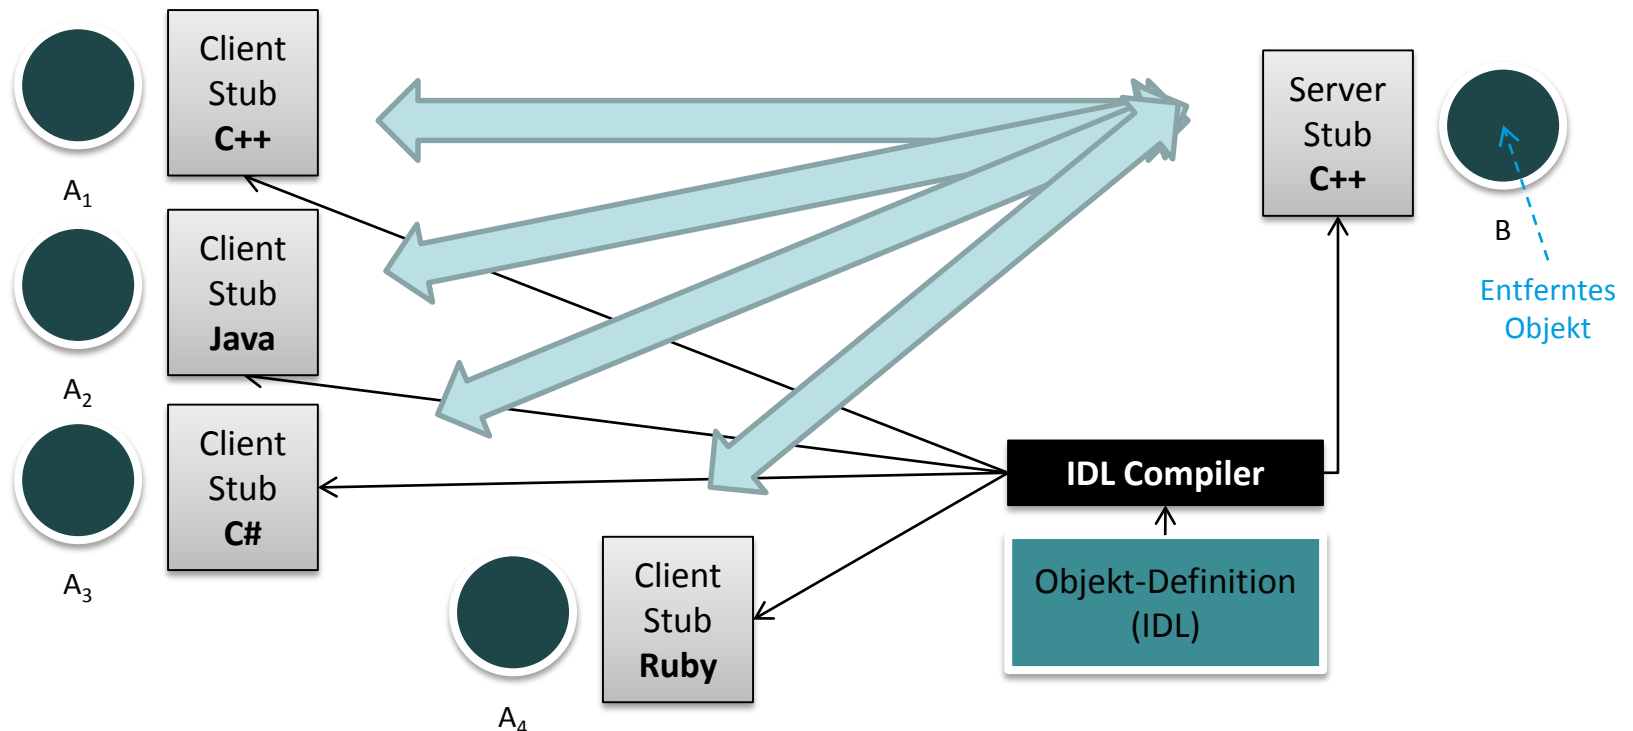 Client
Stub
C++
A₁
Client
Stub
Java
A₂
Client
Stub
C#
A₃
Client
Stub
Ruby
A₄
Server
Stub
C++
B
Entferntes
Objekt
IDL Compiler
Objekt-Definition
(IDL)